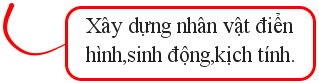 Xây dựng nhân vật điển
hình,sinh động,kịch tính.